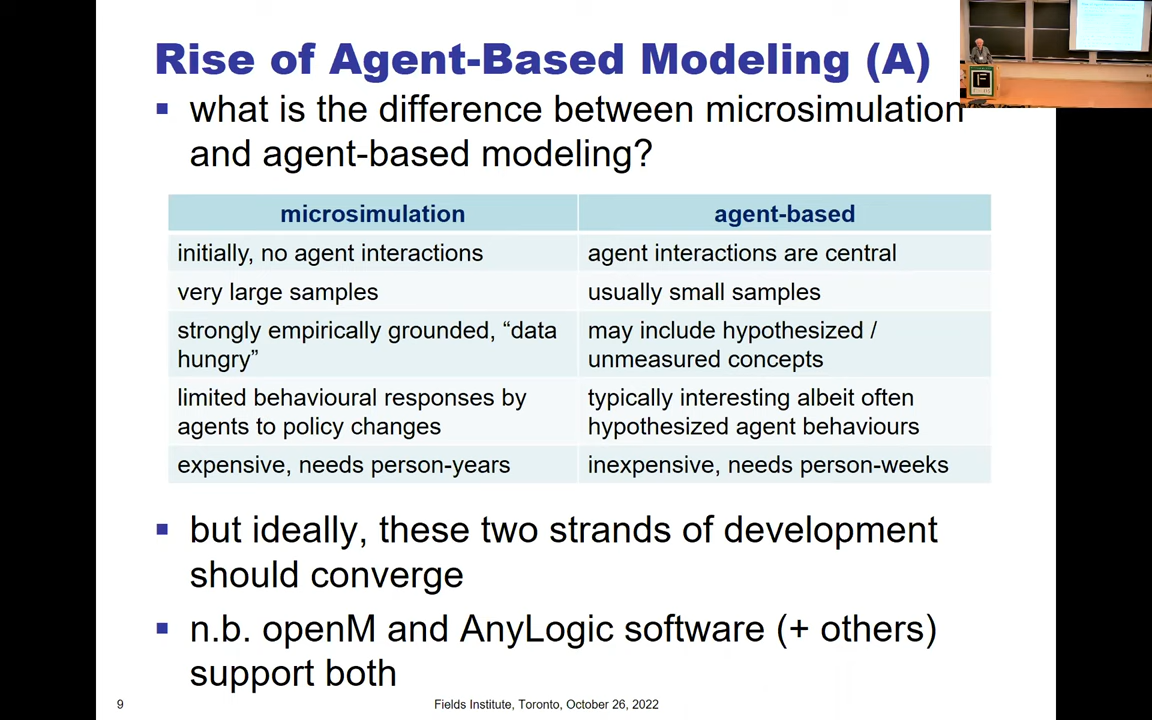 Rise of Agent-Based Modeling (A)
▪ what is the difference between microsimulation
and agent-based modeling?
microsimulation agent-based
initially, no agent interactions agent interactions are central
very large samples usually small samples
strongly empirically grounded, “data may include hypothesized /
hungry” unmeasured concepts
limited behavioural responses by typically interesting albeit often
agents to policy changes hypothesized agent behaviours
expensive, needs person-years inexpensive, needs person-weeks
▪ but ideally, these two strands of development
should converge
▪ n.b. openM and AnyLogic software (+ others)
support both
9 Fields Institute, Toronto, October 26, 2022